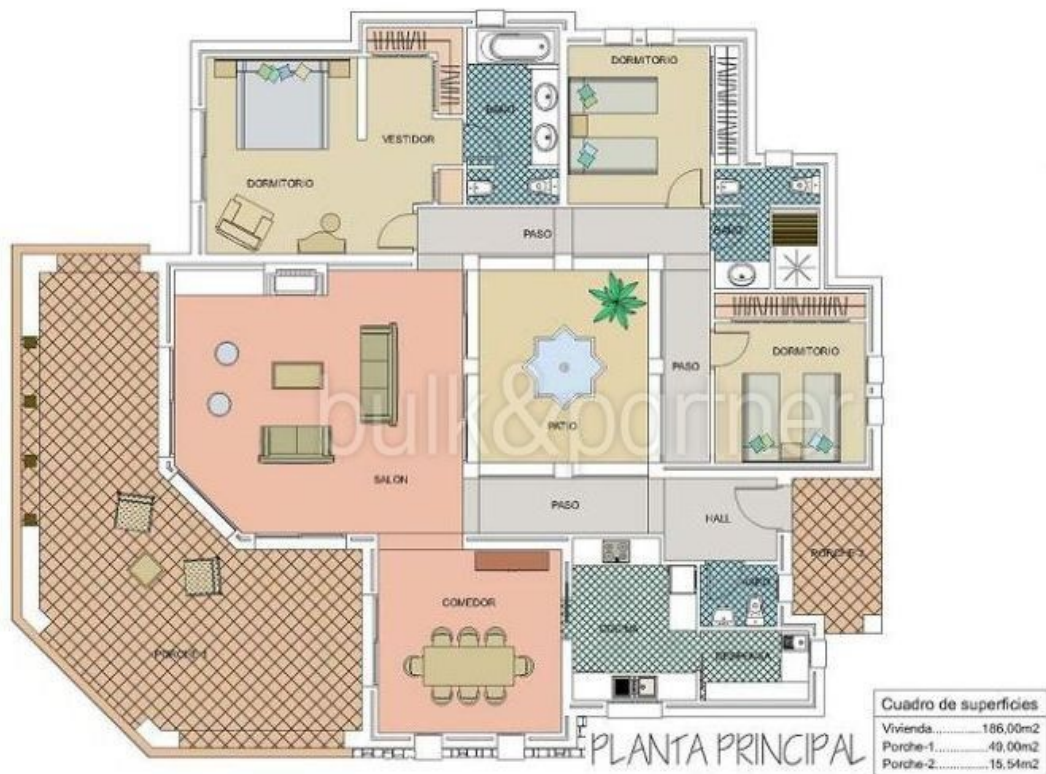 DORMITORIO
BAÑO
VESTIDOR
DORMITORIO
PASO
BAÑO
DORMITORIO
PASO
bulk&partner
PATIO
SALON
PASO
HALL
PORCHE-2
COMEDOR
ASEO
COCINA
DESPENSA
PORCHE-1
PLANTA PRINCIPAL
Cuadro de superficies
Vivienda..............186,00m2
Porche-1..............49,00m2
Porche-2..............15,54m2